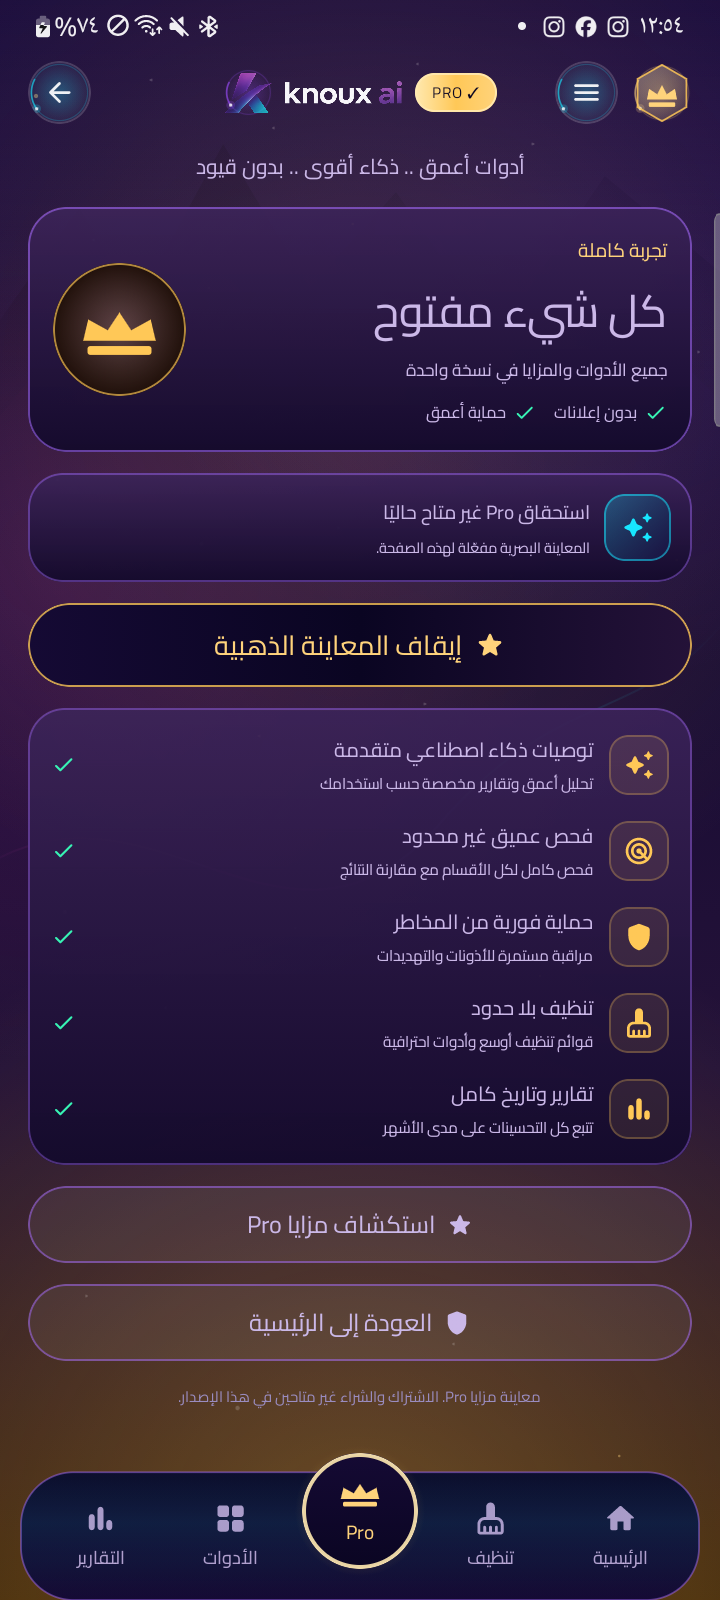 ١٢:٥٤
%٧٤
knoux ai
PRO ✓
أدوات أعمق .. ذكاء أقوى .. بدون قيود
تجربة كاملة
كل شيء مفتوح
جميع الأدوات والمزايا في نسخة واحدة
بدون إعلانات
حماية أعمق
استحقاق Pro غير متاح حاليًا
المعاينة البصرية مفعّلة لهذه الصفحة.
إيقاف المعاينة الذهبية
توصيات ذكاء اصطناعي متقدمة
تحليل أعمق وتقارير مخصصة حسب استخدامك
فحص عميق غير محدود
فحص كامل لكل الأقسام مع مقارنة النتائج
حماية فورية من المخاطر
مراقبة مستمرة للأذونات والتهديدات
تنظيف بلا حدود
قوائم تنظيف أوسع وأدوات احترافية
تقارير وتاريخ كامل
تتبع كل التحسينات على مدى الأشهر
استكشاف مزايا Pro
العودة إلى الرئيسية
معاينة مزايا Pro. الاشتراك والشراء غير متاحين في هذا الإصدار.
الرئيسية
تنظيف
Pro
الأدوات
التقارير